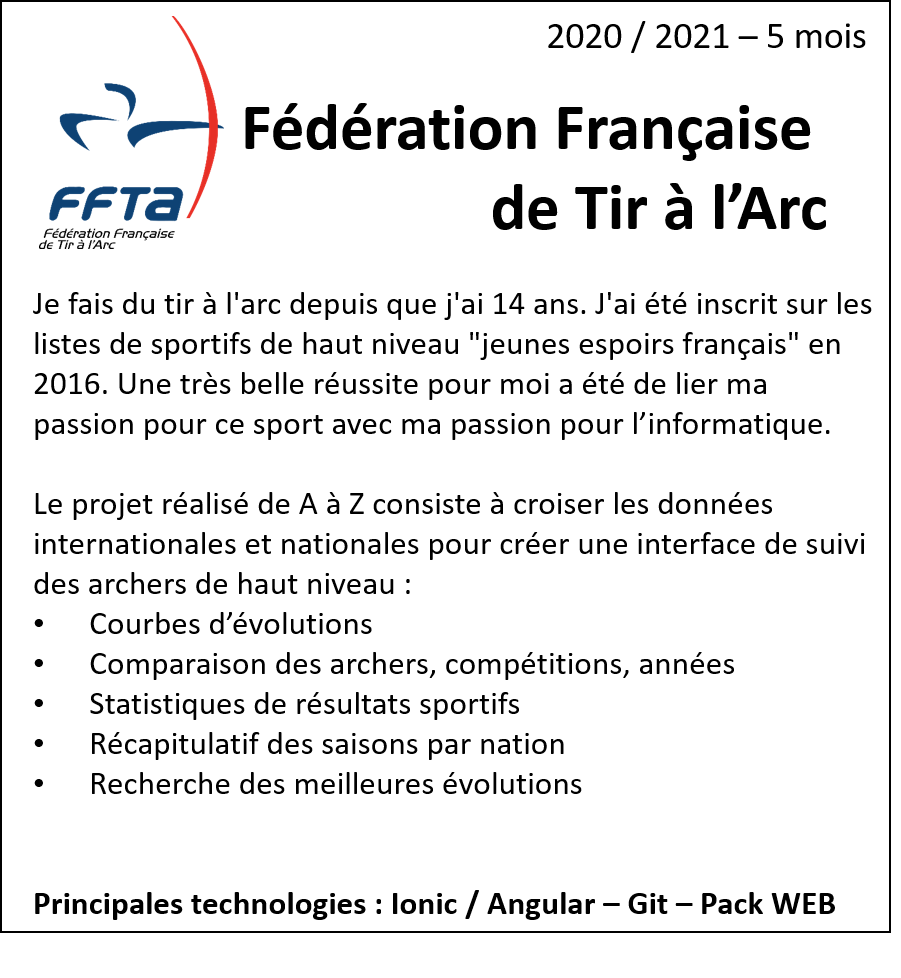 2020 / 2021 – 5 mois
Fédération Française
de Tir à l’Arc
FFTa
Fédération Française
de Tir à l'Arc
Je fais du tir à l'arc depuis que j'ai 14 ans. J'ai été inscrit sur les
listes de sportifs de haut niveau "jeunes espoirs français" en
2016. Une très belle réussite pour moi a été de lier ma
passion pour ce sport avec ma passion pour l’informatique.
Le projet réalisé de A à Z consiste à croiser les données
internationales et nationales pour créer une interface de suivi
des archers de haut niveau :
• Courbes d’évolutions
• Comparaison des archers, compétitions, années
• Statistiques de résultats sportifs
• Récapitulatif des saisons par nation
• Recherche des meilleures évolutions
Principales technologies : Ionic / Angular – Git – Pack WEB